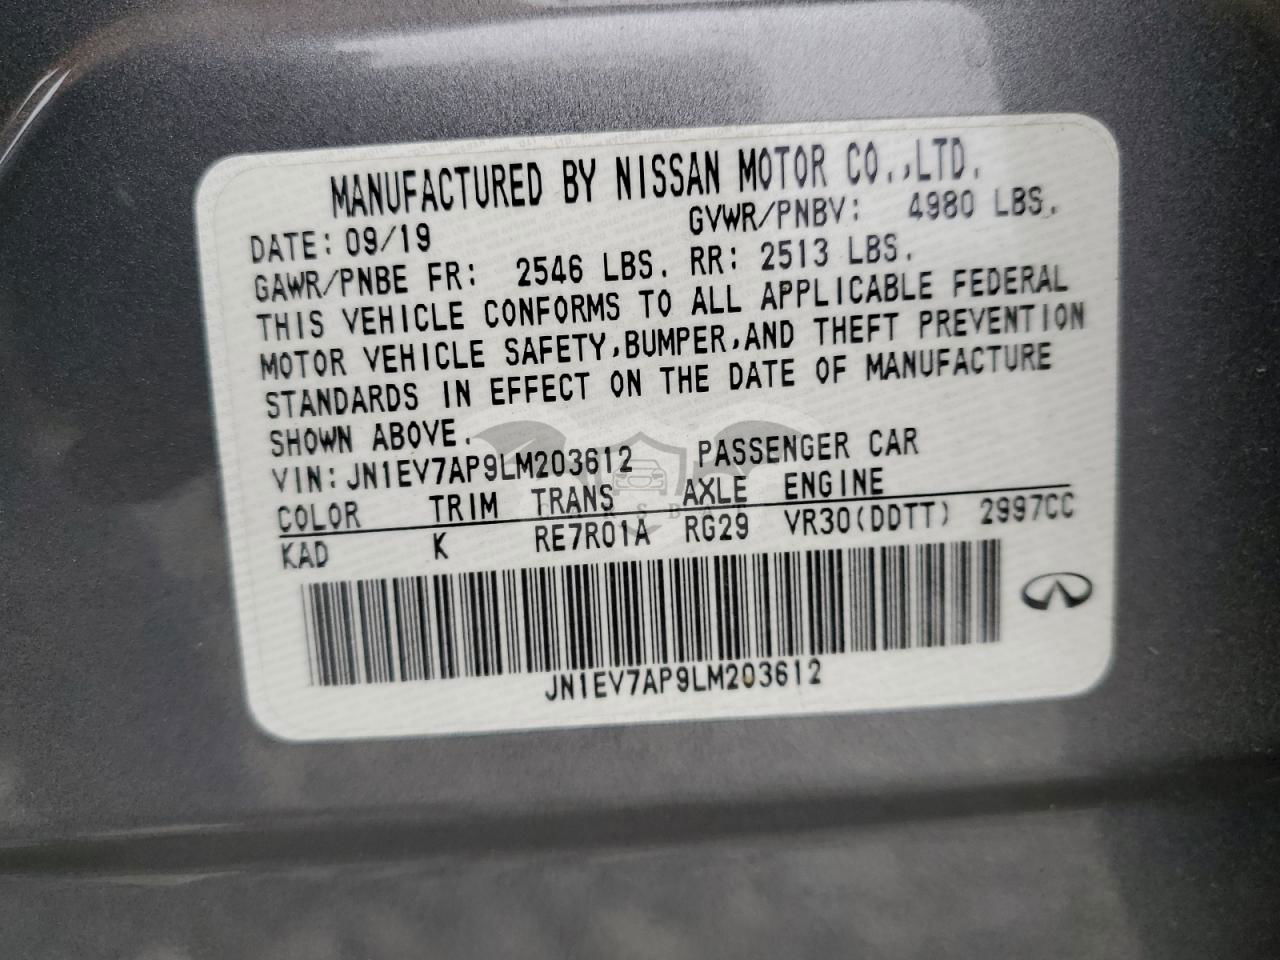 MANUFACTURED BY NISSAN MOTOR CO.,LTD.
DATE: 09/19 GVWR/PNBV: 4980 LBS.
GAWR/PNBE FR: 2546 LBS. RR: 2513 LBS.
THIS VEHICLE CONFORMS TO ALL APPLICABLE FEDERAL
MOTOR VEHICLE SAFETY,BUMPER,AND THEFT PREVENTION
STANDARDS IN EFFECT ON THE DATE OF MANUFACTURE
SHOWN ABOVE.
VIN:JN1EV7AP9LM203612 PASSENGER CAR
COLOR TRIM TRANS AXLE ENGINE
KAD K RE7R01A RG29 VR30(DDTT) 2997CC
JN1EV7AP9LM203612